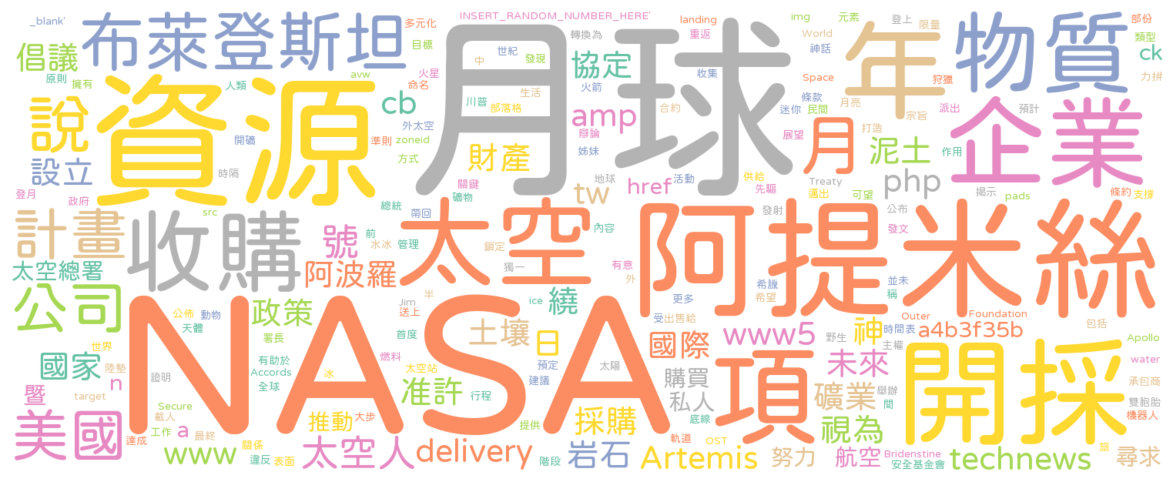 _blank'
布萊登斯坦
多元化
INSERT_RANDOM_NUMBER_HERE'
landing
img
元素
登上
限量
部份
倡議
目標
世紀
轉換為
重返
World
類型
ck
原則
擁有
avw
火星
中
發現
協定
月球
神話
年
物質
力拼
資源
人類
命名
生活
火箭
收集
Space
狩獵
說
cb
川普
部落格
amp
合約
迷你
條款
月亮
派出
預計
企業
開礦
外太空
準則
zoneid
辯論
民間
宗旨
設立
時隔
方式
財產
姊妹
展望
月
打造
泥土
作用
登月
政府
關鍵
礦物
tw
href
地球
活動
供給
先驅
Treaty
邁出
可望
php
揭示
pads
條約
支撐
計畫
收購
src
號
總統
前
帶回
太空
發射
阿提米絲
公布
發文
太空總署
水冰
管理
鎖定
內容
阿波羅
獨一
有意
外
希臘
希望
並未
稱
公司
公佈
動物
天體
政策
Jim
送上
半
ice
繞
更多
受
出售給
Outer
Foundation
NASA
署長
首度
土壤
日
國際
www5
野生
神
時間表
主權
a4b3f35b
包括
Apollo
國家
世界
陸墊
有助於
Accords
全球
燃料
太空站
冰
預定
建議
太陽
項
未來
開採
water
暨
n
target
證明
准許
行程
購買
私人
礦業
舉辦
間
承包商
雙胞胎
機器人
美國
達成
Secure
載人
工作
a
最終
推動
大步
底線
提供
採購
視為
www
關係
違反
表面
太空人
delivery
軌道
階段
岩石
OST
Artemis
努力
航空
Bridenstine
安全基金會
technews
旅
尋求